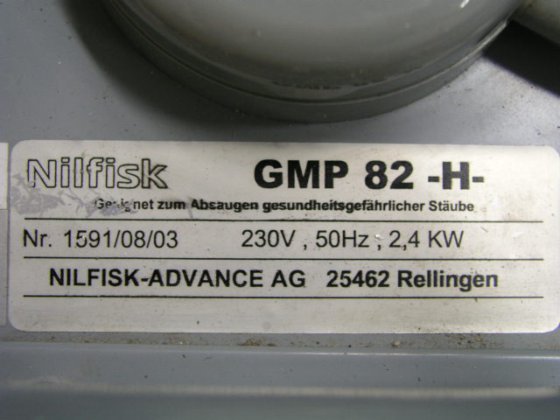 Nilfisk GMP 82 -H-
Geeignet zum Absaugen gesundheitsgefährlicher Stäube
Nr. 1591/08/03 230V , 50Hz ; 2,4 KW
NILFISK-ADVANCE AG 25462 Rellingen